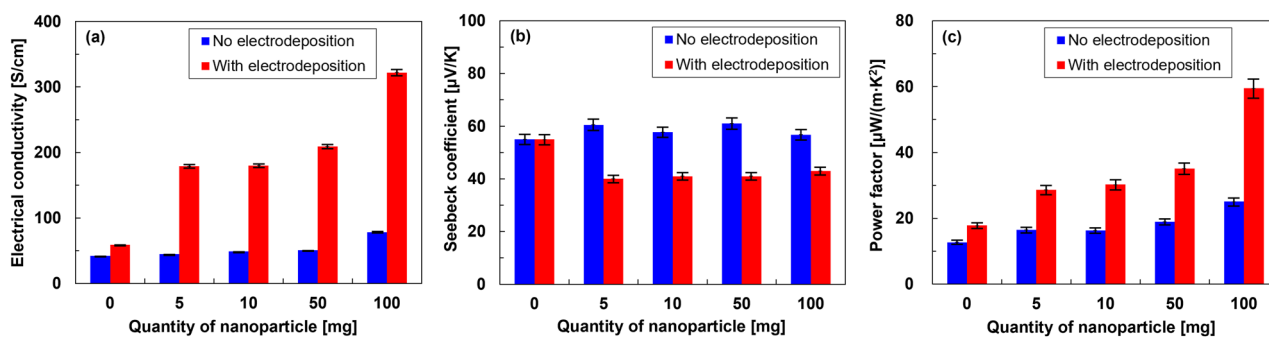 (a)
No electrodeposition
With electrodeposition
Electrical conductivity [S/cm]
400
300
200
100
50
0
0 5 10 50 100
Quantity of nanoparticle [mg]
(b)
No electrodeposition
With electrodeposition
Seebeck coefficient [μV/K]
100
80
60
40
20
0
0 5 10 50 100
Quantity of nanoparticle [mg]
(c)
No electrodeposition
With electrodeposition
Power factor [μW/(m·K²)]
80
60
40
20
0
0 5 10 50 100
Quantity of nanoparticle [mg]